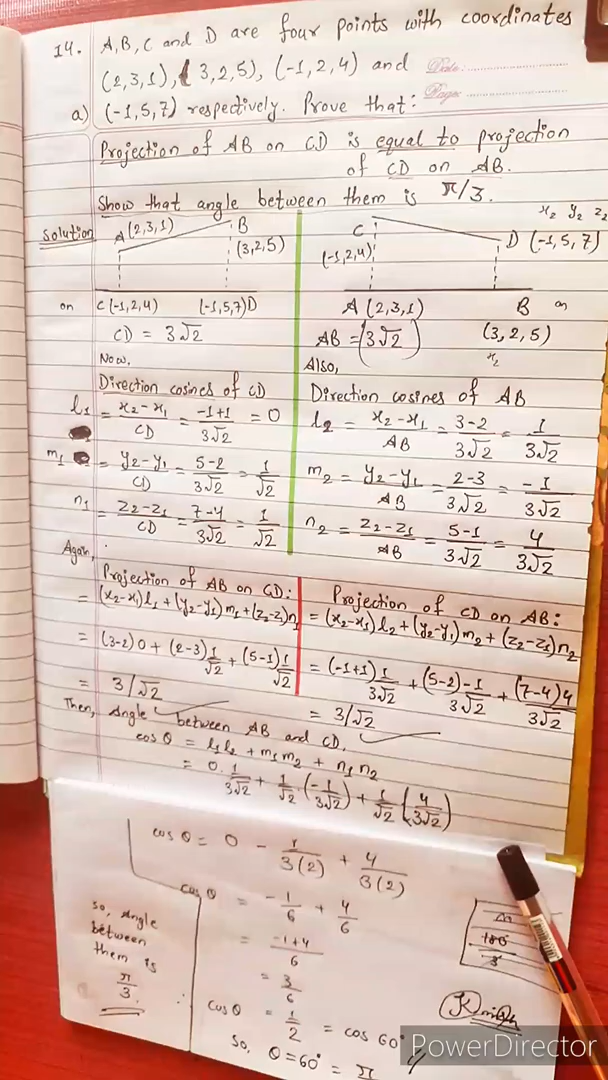 14. A, B, C and D are four points with coordinates
(2,3,1), (3,2,5), (-1,2,4) and
Date:
a) (-1,5,7) respectively. Prove that:
Page:
Projection of AB on CD is equal to projection
of CD on AB.
Show that angle between them is π/3.
Solution
A (2,3,1)
B
(3,2,5)
on C(-1,2,4) (-1,5,7)D
CD = 3√2
Now,
Direction cosines of CD
l₁ = x₂-x₁/CD = -1+1/3√2 = 0
m₁ = y₂-y₁/CD = 5-2/3√2 = 1/√2
n₁ = z₂-z₁/CD = 7-4/3√2 = 1/√2
x₂ y₂ z₂
C
(-1,2,4)
D (-1,5,7)
A (2,3,1) B on
AB = (3√2) (3,2,5)
x₂
Also,
Direction cosines of AB
l₂ = x₂-x₁/AB = 3-2/3√2 = 1/3√2
m₂ = y₂-y₁/AB = 2-3/3√2 = -1/3√2
n₂ = z₂-z₁/AB = 5-1/3√2 = 4/3√2
Again,
Projection of AB on CD:
= (x₂-x₁)l₁+(y₂-y₁)m₁+(z₂-z₁)n₁
= (3-2)0 + (2-3)1/√2 + (5-1)1/√2
= 3/√2
Projection of CD on AB:
= (x₂-x₁)l₂+(y₂-y₁)m₂+(z₂-z₁)n₂
= (-1+1)1/3√2 + (5-2)-1/3√2 + (7-4)4/3√2
= 3/√2
Then, Angle between AB and CD,
cos θ = l₁l₂ + m₁m₂ + n₁n₂
= 0.1/3√2 + 1/√2.(-1/3√2) + 1/√2(4/3√2)
cos θ = 0 - 1/3(2) + 4/3(2)
cos θ = -1/6 + 4/6
= -1+4/6
= 3/6
∴ cos θ = 1/2 = cos 60°
So, θ = 60° = π
So, Angle
between
them is
π/3.
180°
3
PowerDirector